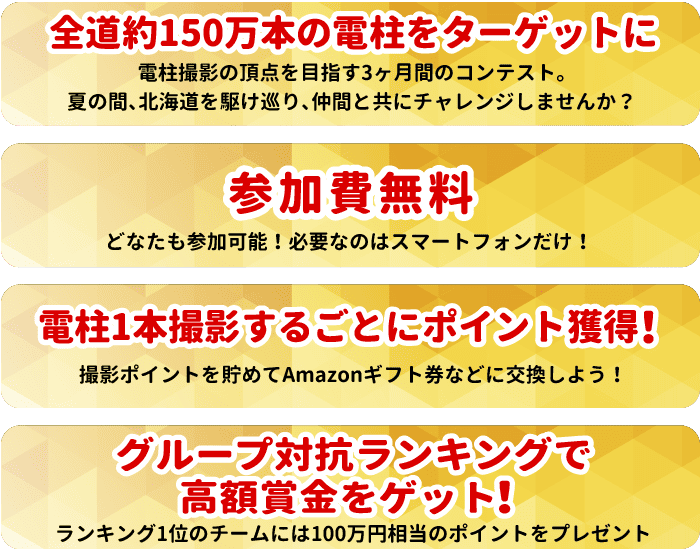 全道約150万本の電柱をターゲットに
電柱撮影の頂点を目指す3ヶ月間のコンテスト。
夏の間、北海道を駆け巡り、仲間と共にチャレンジしませんか？
参加費無料
どなたも参加可能！必要なのはスマートフォンだけ！
電柱1本撮影するごとにポイント獲得！
撮影ポイントを貯めてAmazonギフト券などに交換しよう！
グループ対抗ランキングで
高額賞金をゲット！
ランキング1位のチームには100万円相当のポイントをプレゼント